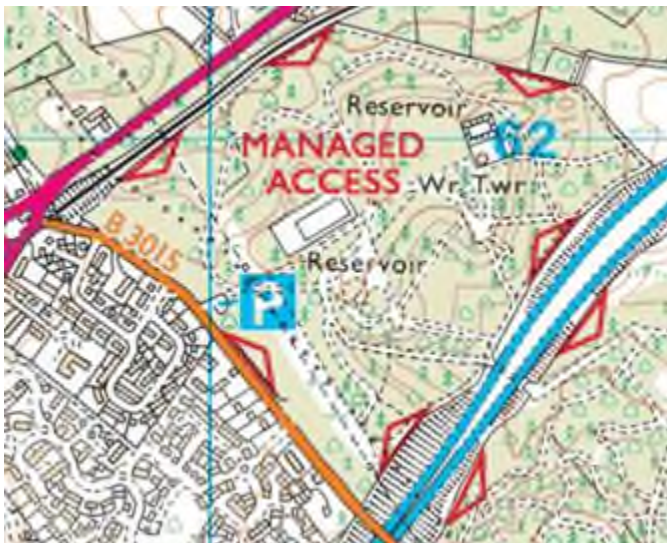 Reservoir
62
MANAGED
ACCESS
Wr Twr
B 3015
Reservoir
P